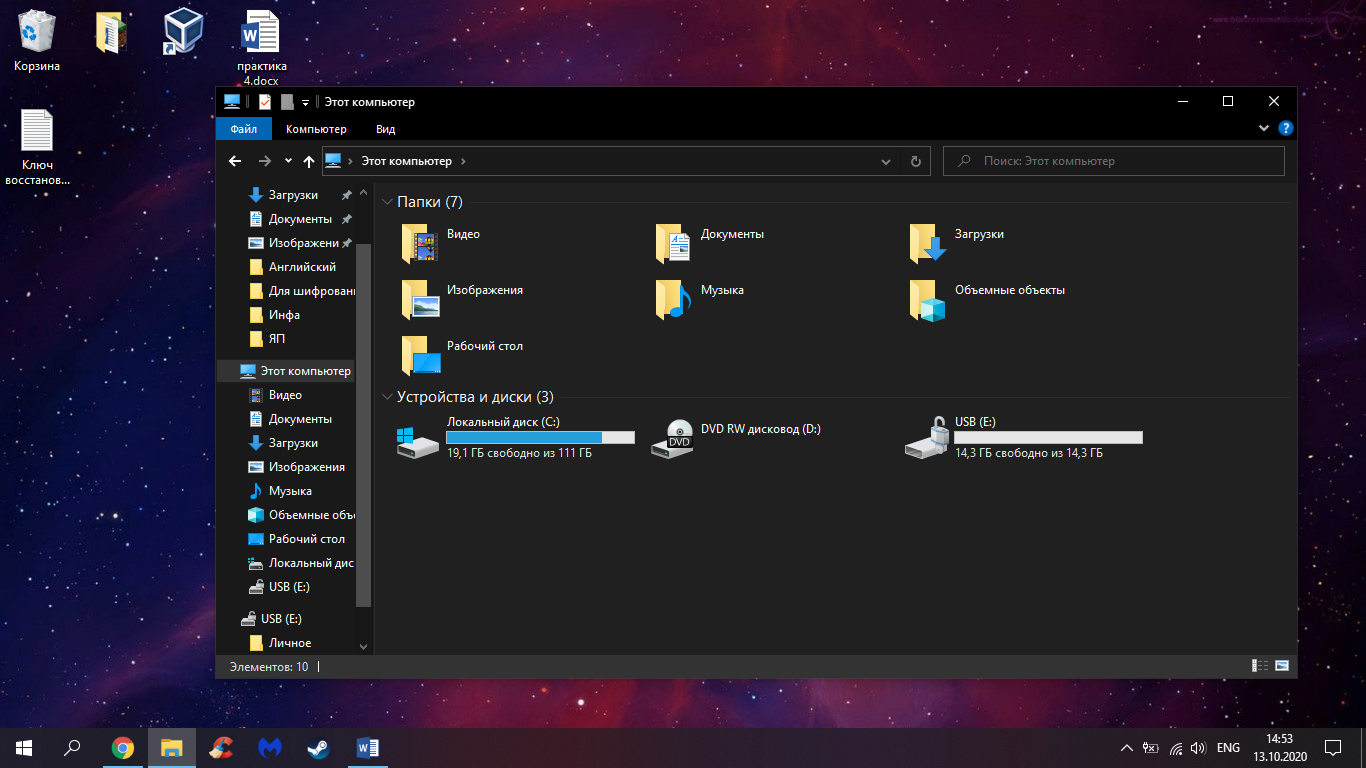 Корзина
практика
4.docx
Ключ
восстанов...
Этот компьютер
Файл
Компьютер
Вид
Этот компьютер
Поиск: Этот компьютер
Загрузки
Документы
Изображени
Английский
Для шифрован
Инфа
ЯП
Этот компьютер
Видео
Документы
Загрузки
Изображения
Музыка
Объемные объ
Рабочий стол
Локальный дис
USB (E:)
USB (E:)
Личное
Папки (7)
Видео
Документы
Загрузки
Изображения
Музыка
Объемные объекты
Рабочий стол
Устройства и диски (3)
Локальный диск (C:)
19,1 ГБ свободно из 111 ГБ
DVD
DVD RW дисковод (D:)
USB (E:)
14,3 ГБ свободно из 14,3 ГБ
Элементов: 10
ENG
14:53
13.10.2020